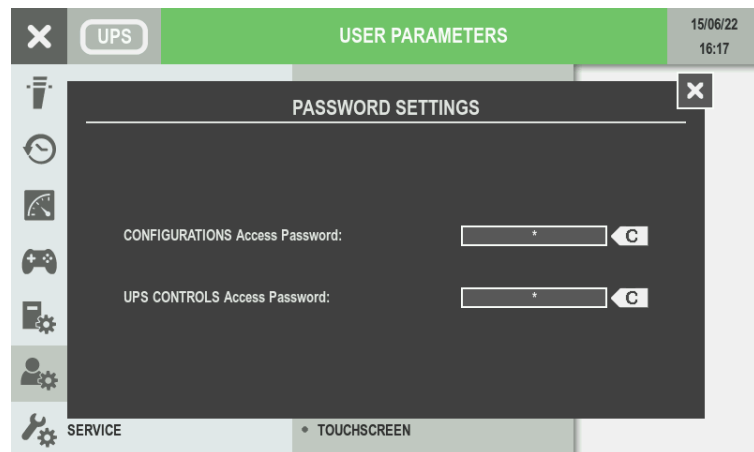 UPS
USER PARAMETERS
15/06/22
16:17
PASSWORD SETTINGS
CONFIGURATIONS Access Password:
*
C
UPS CONTROLS Access Password:
*
C
SERVICE
• TOUCHSCREEN